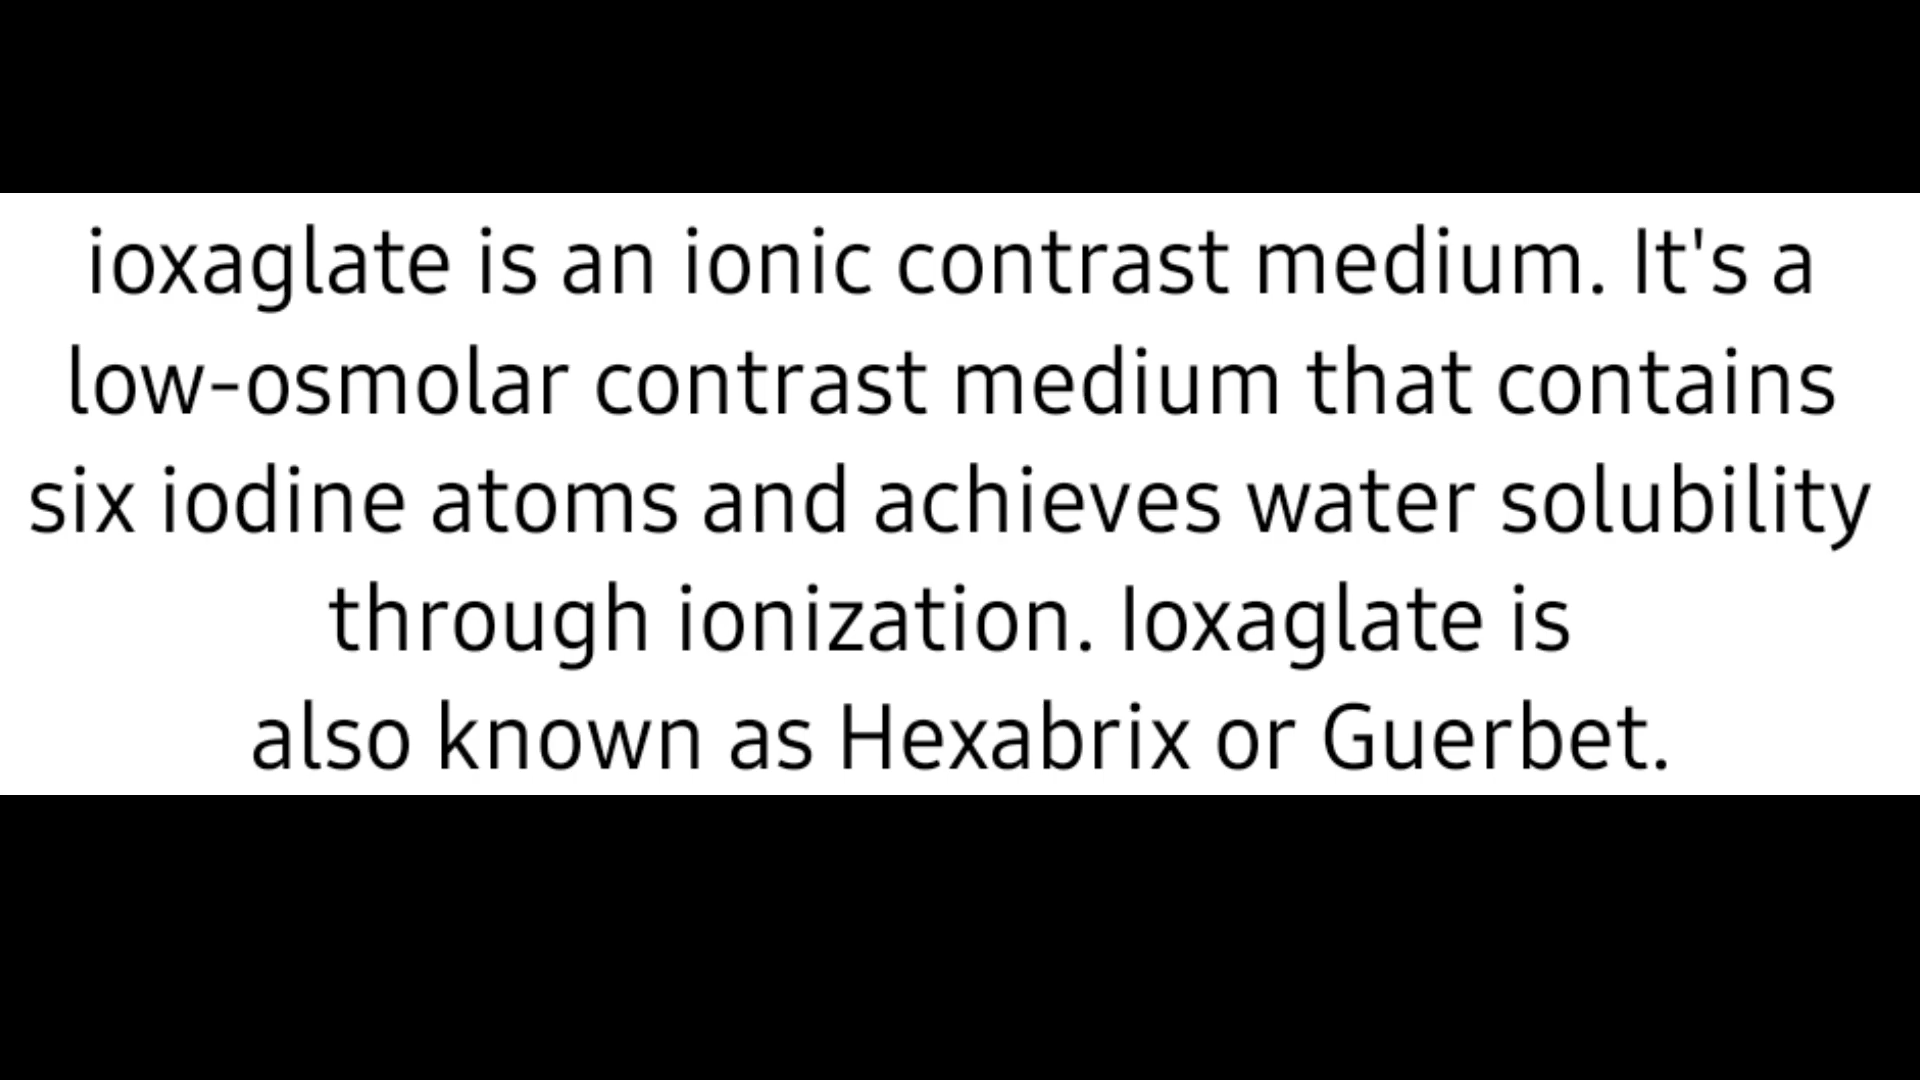 ioxaglate is an ionic contrast medium. It's a
low-osmolar contrast medium that contains
six iodine atoms and achieves water solubility
through ionization. Ioxaglate is
also known as Hexabrix or Guerbet.